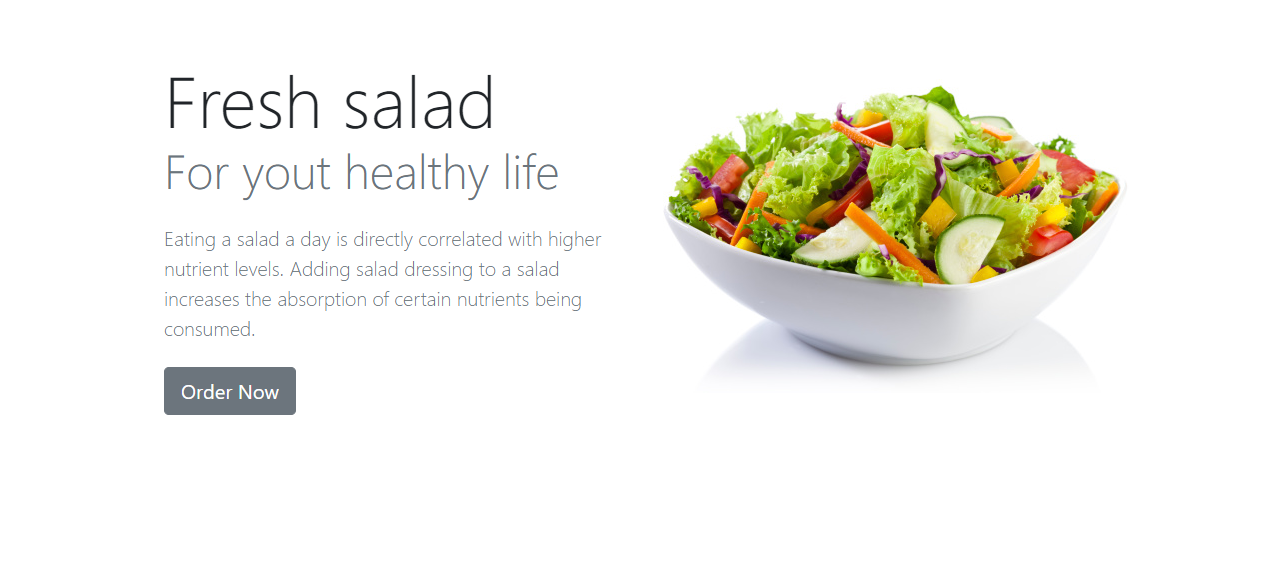 Fresh salad
For yout healthy life
Eating a salad a day is directly correlated with higher
nutrient levels. Adding salad dressing to a salad
increases the absorption of certain nutrients being
consumed.
Order Now